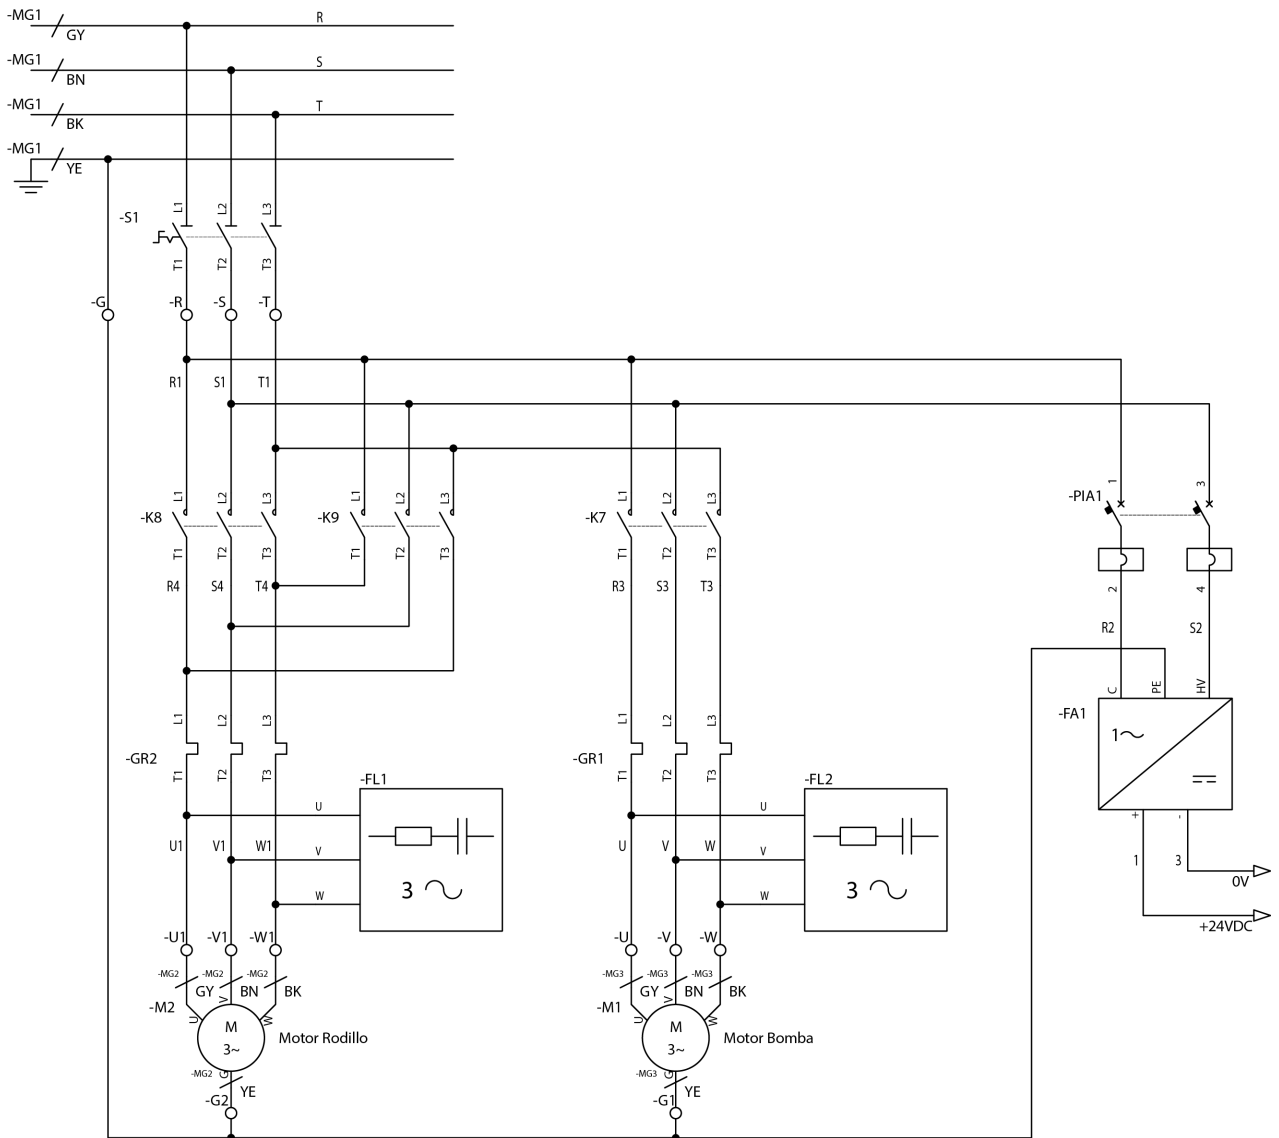 -MG1 R
GY
-MG1 S
BN
-MG1 T
BK
-MG1
YE
L1 L2 L3
-S1
T1 T2 T3
-G -R -S -T
R1 S1 T1
1 3
-PIA1
L1 L2 L3 L1 L2 L3 L1 L2 L3
-K8 -K9 -K7
T1 T2 T3 T1 T2 T3 T1 T2 T3
R4 S4 T4 R3 S3 T3
2 4
R2 S2
C PE HV
-FA1
1
L1 L2 L3 L1 L2 L3
-GR2 -GR1
T1 T2 T3 T1 T2 T3
-FL1 -FL2
U U
U1 V1 W1 V U V W V
3 3
W W
+ -
1 3
0V
+24VDC
-U1 -V1 -W1 -U -V -W
-MG2 -MG2 -MG2 -MG3 -MG3 -MG3
GY BN BK GY BN BK
-M2 -M1
U V W U V W
M M
3~ 3~
Motor Rodillo Motor Bomba
G G
-MG2 -MG3
YE YE
-G2 -G1